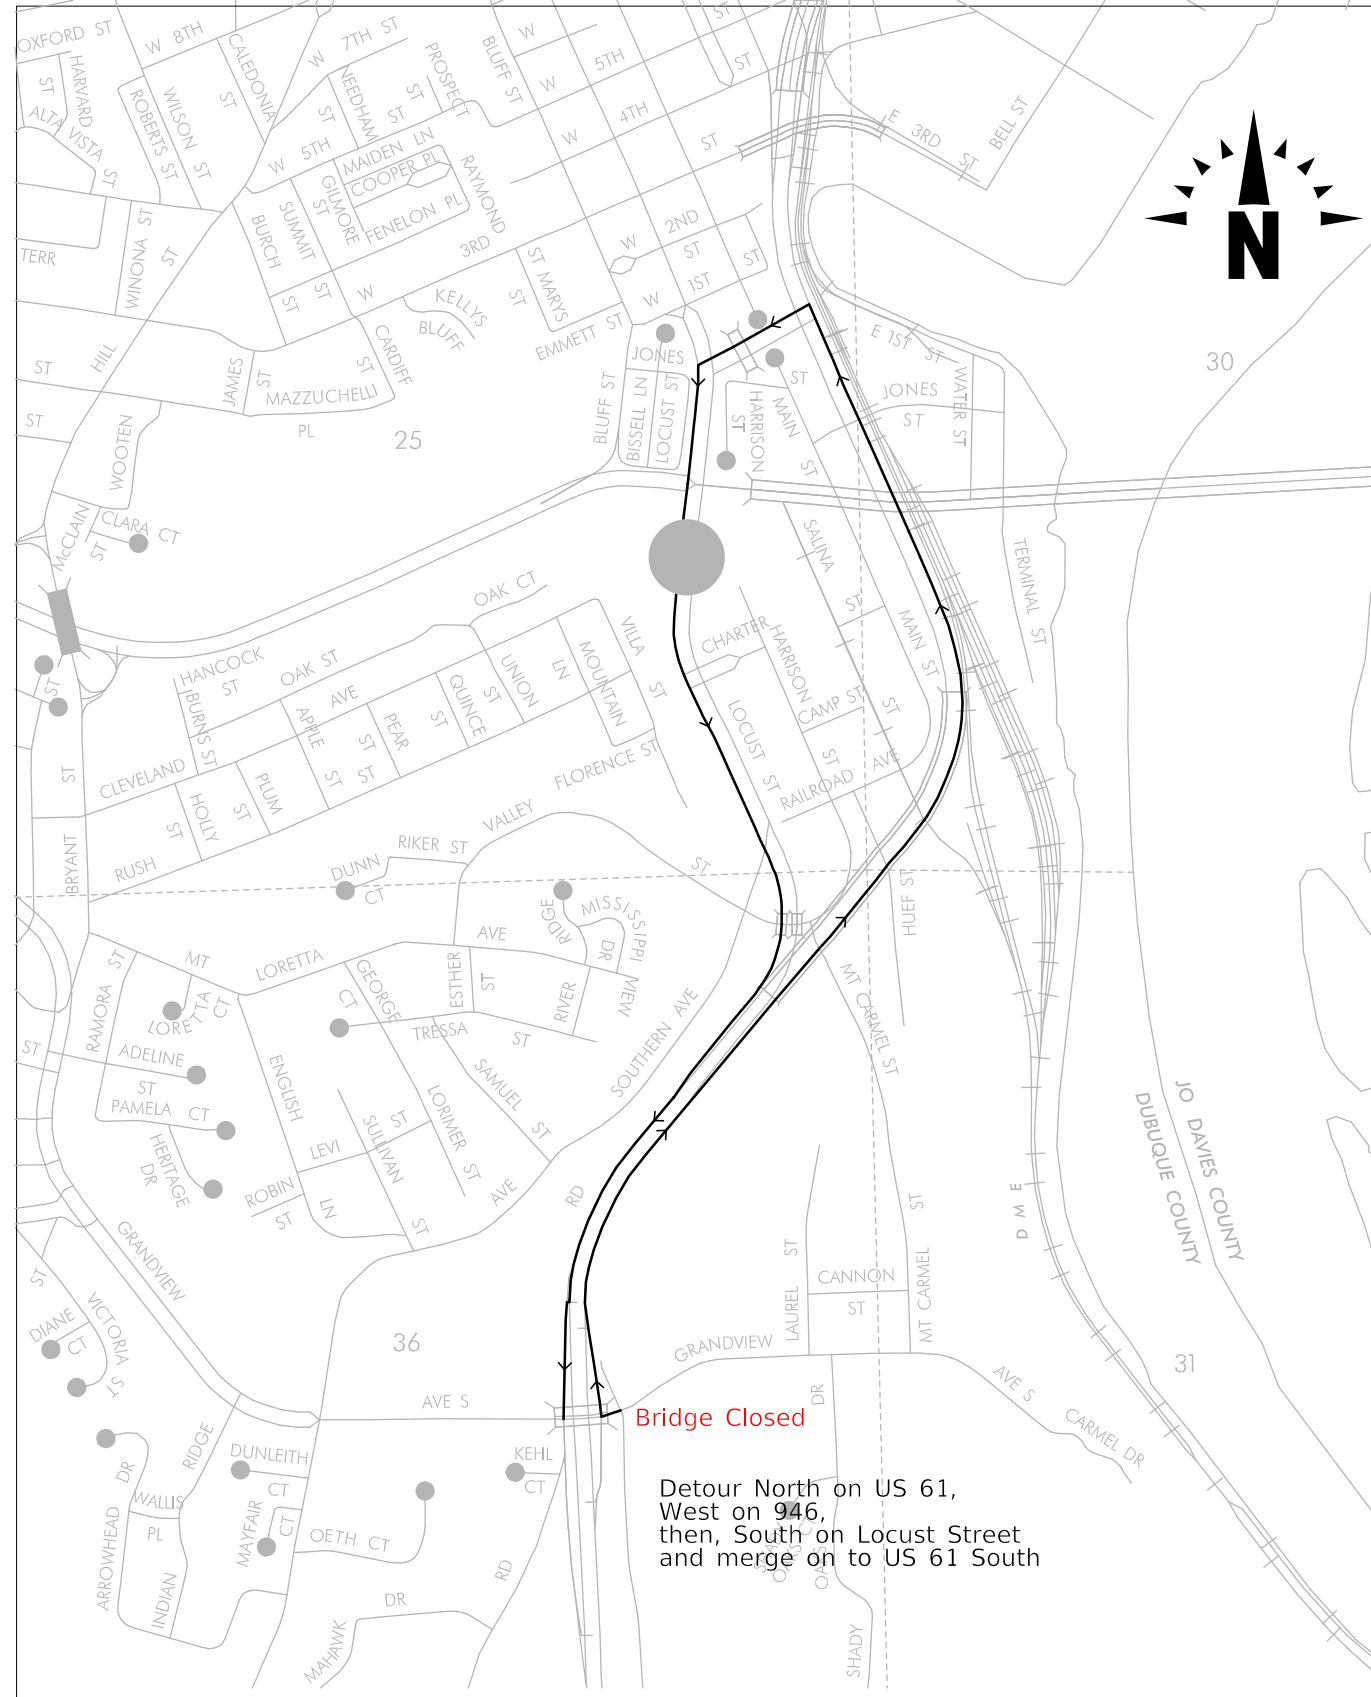 OXFORD ST
W 8TH
CALEDONIA
ST
W 7TH ST
PROSPECT
ST
BLUFF ST
W
W 5TH
ST
ST
HARVARD
ST
ALTA VISTA
ST
ROBERTS ST
WILSON
ST
NEEDHAM
ST
W 5TH
MAIDEN LN
COOPER PL
FENELON PL
GILMORE
ST
SUMMIT
ST
BURCH
ST
RAYMOND
W 4TH
ST
W 3RD
ST
E 3RD
ST
BELL ST
N
TERR
WINONA ST
HILL
ST
ST MARYS
ST
KELLYS
BLUFF
W 2ND
ST
W 1ST
ST
EMMETT ST
CARDIFF
ST
JAMES
ST
MAZZUCHELLI
PL
ST
ST
25
WOOTEN
JONES
ST
BLUFF ST
BISSELL LN
LOCUST ST
HARRISON
ST
MAIN
ST
E 1ST ST
JONES
ST
WATER ST
30
McCLAIN
ST
CLARA CT
OAK CT
SALINA
ST
TERMINAL ST
HANCOCK
ST
OAK ST
VILLA
ST
MOUNTAIN
LN
UNION
ST
QUINCE
ST
PEAR
ST
APPLE
ST
AVE
CLEVELAND
BURNS ST
CHARTER
HARRISON
ST
MAIN ST
CAMP ST
ST
LOCUST
ST
RAILROAD AVE
FLORENCE ST
ST
HOLLY
ST
PLUM
ST
RUSH
ST
BRYANT
ST
VALLEY
ST
RIKER ST
DUNN
CT
RIDGE
MISSISSIPPI
DR
VIEW
RIVER
HUEF ST
MT
LORETTA
AVE
RAMORA ST
LORETTA
CT
GEORGE
CT
ESTHER
ST
TRESSA
ST
SOUTHERN AVE
MT CARMEL ST
ST
ADELINE
ST
PAMELA CT
HERITAGE
DR
ENGLISH
LN
SAMUEL
ST
LORIMER
ST
SULLIVAN
ST
LEVI
ST
ROBIN
ST
AVE
RD
JO DAVIES COUNTY
DUBUQUE COUNTY
D M E
GRANDVIEW
VICTORIA
ST
DIANE
CT
ST
LAUREL ST
CANNON
ST
MT CARMEL
ST
36
31
GRANDVIEW
AVE S
AVE S
CARMEL DR
DR
Bridge Closed
RIDGE
DUNLEITH
CT
KEHL
CT
Detour North on US 61,
West on 946,
then, South on Locust Street
and merge on to US 61 South
ARROWHEAD
DR
WALLIS
PL
MAYFAIR
CT
OETH CT
INDIAN
RD
DR
MAHAWK
SHADY